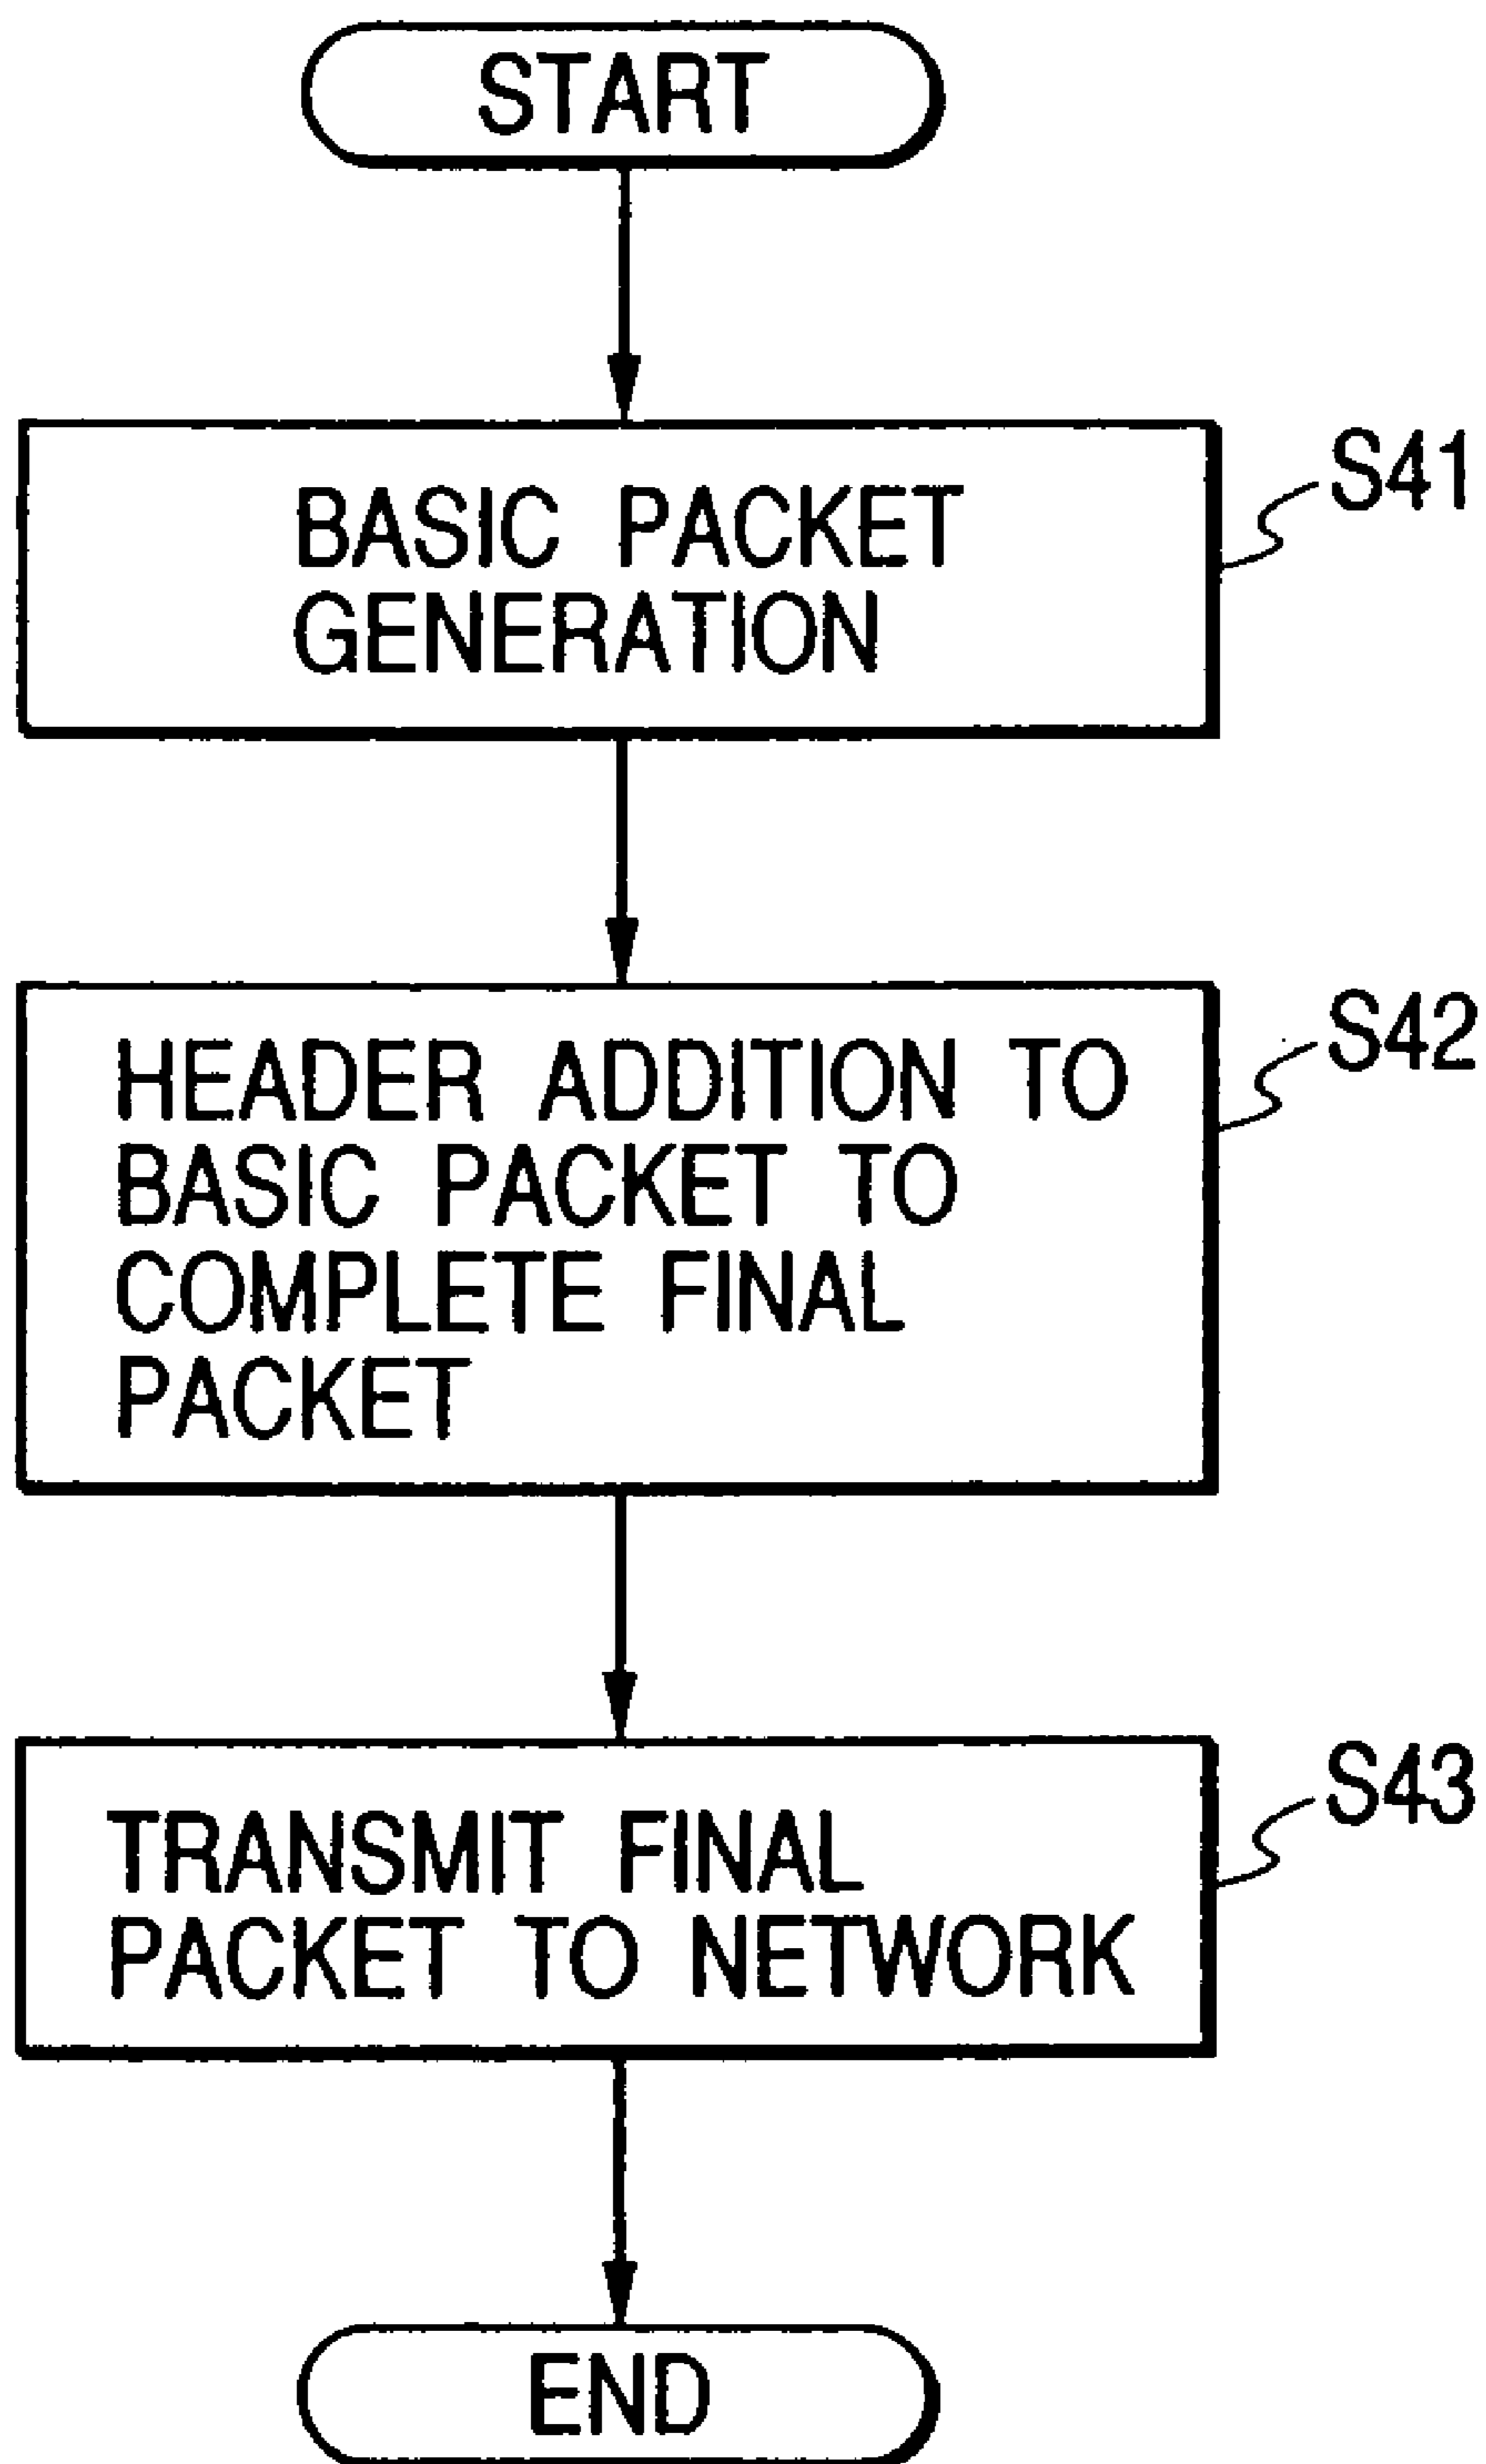 START
BASIC PACKET
GENERATION
S41
HEADER ADDITION TO
BASIC PACKET TO
COMPLETE FINAL
PACKET
S42
TRANSMIT FINAL
PACKET TO NETWORK
S43
END